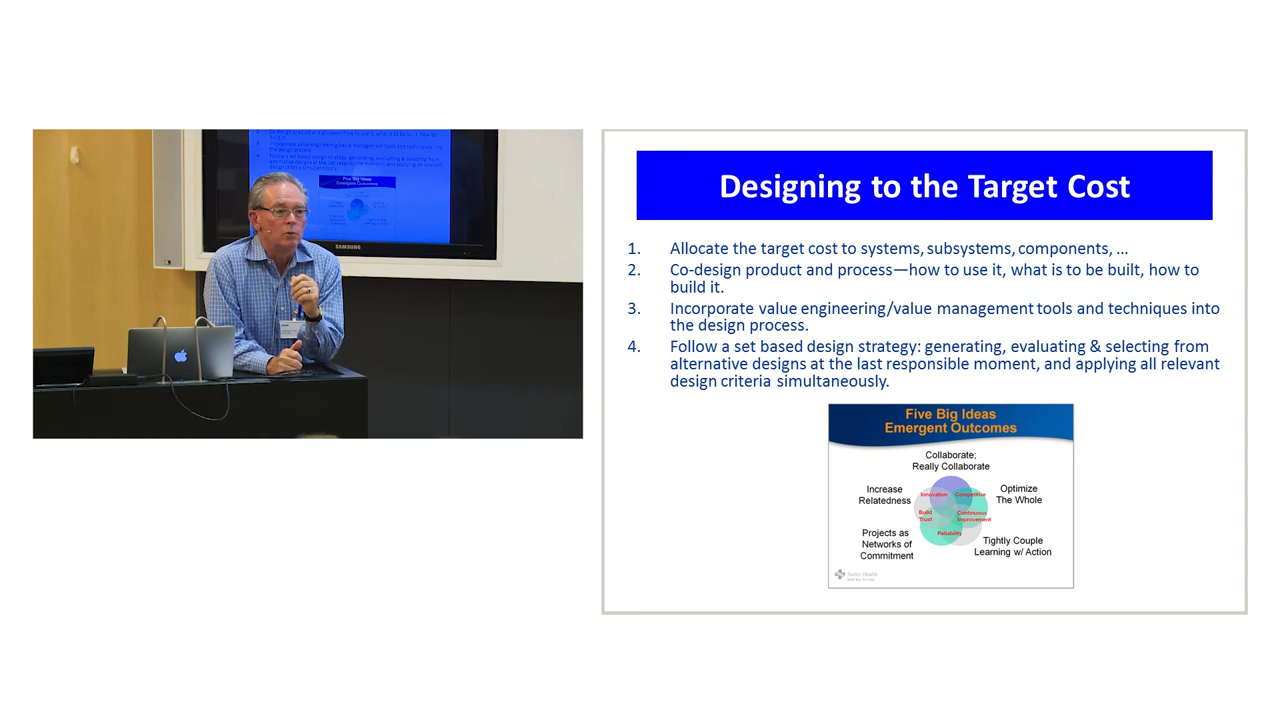 SAMSUNG
Five Big Ideas
Emergent Outcomes
Designing to the Target Cost
1. Allocate the target cost to systems, subsystems, components, ...
2. Co-design product and process—how to use it, what is to be built, how to
build it.
3. Incorporate value engineering/value management tools and techniques into
the design process.
4. Follow a set based design strategy: generating, evaluating & selecting from
alternative designs at the last responsible moment, and applying all relevant
design criteria simultaneously.
Five Big Ideas
Emergent Outcomes
Collaborate;
Really Collaborate
Increase
Relatedness
Innovation
Competitive
Optimize
The Whole
Build
Trust
Continuous
Improvement
Reliability
Projects as
Networks of
Commitment
Tightly Couple
Learning w/ Action
Sutter Health